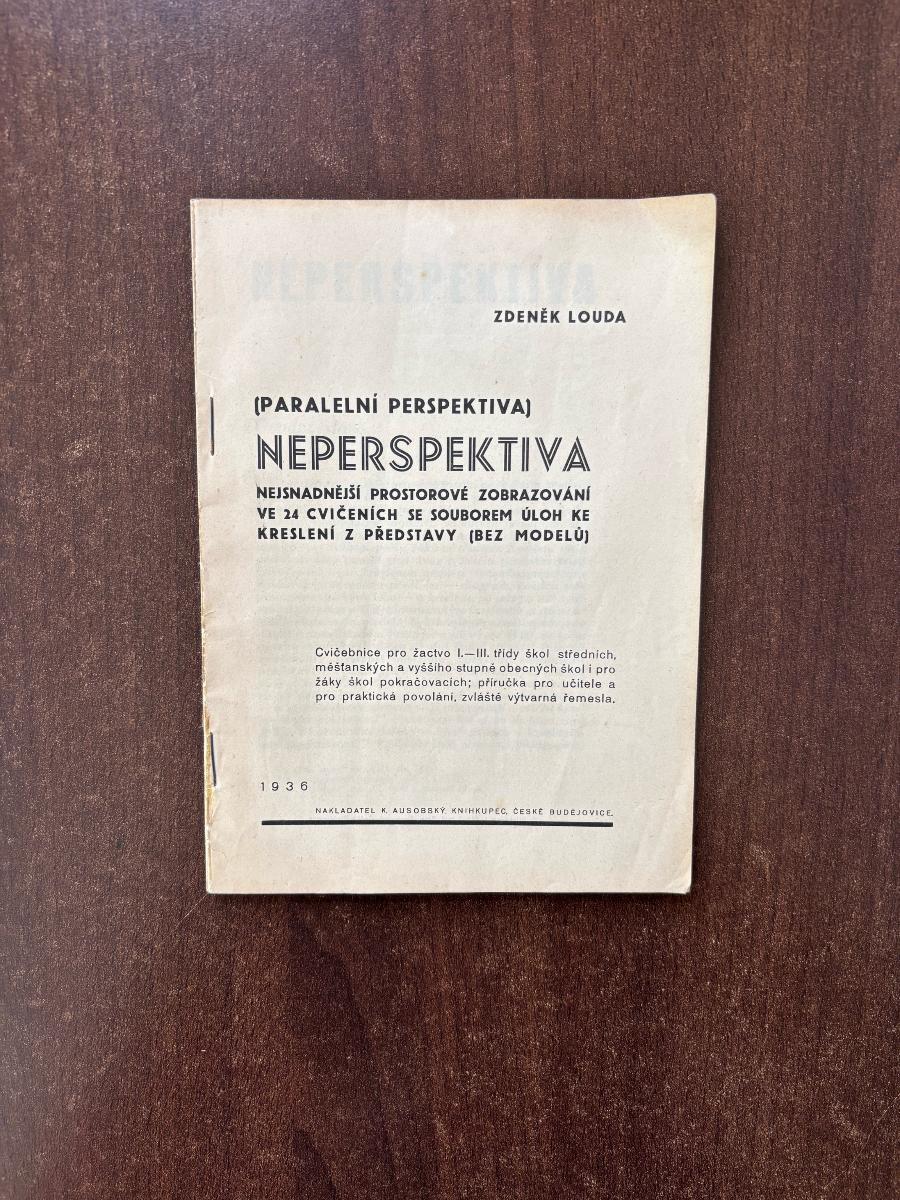 ZDENĚK LOUDA
(PARALELNÍ PERSPEKTIVA)
NEPERSPEKTIVA
NEJSNADNĚJŠÍ PROSTOROVÉ ZOBRAZOVÁNÍ
VE 24 CVIČENÍCH SE SOUBOREM ÚLOH KE
KRESLENÍ Z PŘEDSTAVY (BEZ MODELŮ)
Cvičebnice pro žactvo I.—III. třídy škol středních,
měšťanských a vyššího stupně obecných škol i pro
žáky škol pokračovacích; příručka pro učitele a
pro praktická povolání, zvláště výtvarná řemesla.
1936
NAKLADATEL K. AUSOBSKÝ, KNIHKUPEC, ČESKÉ BUDĚJOVICE.